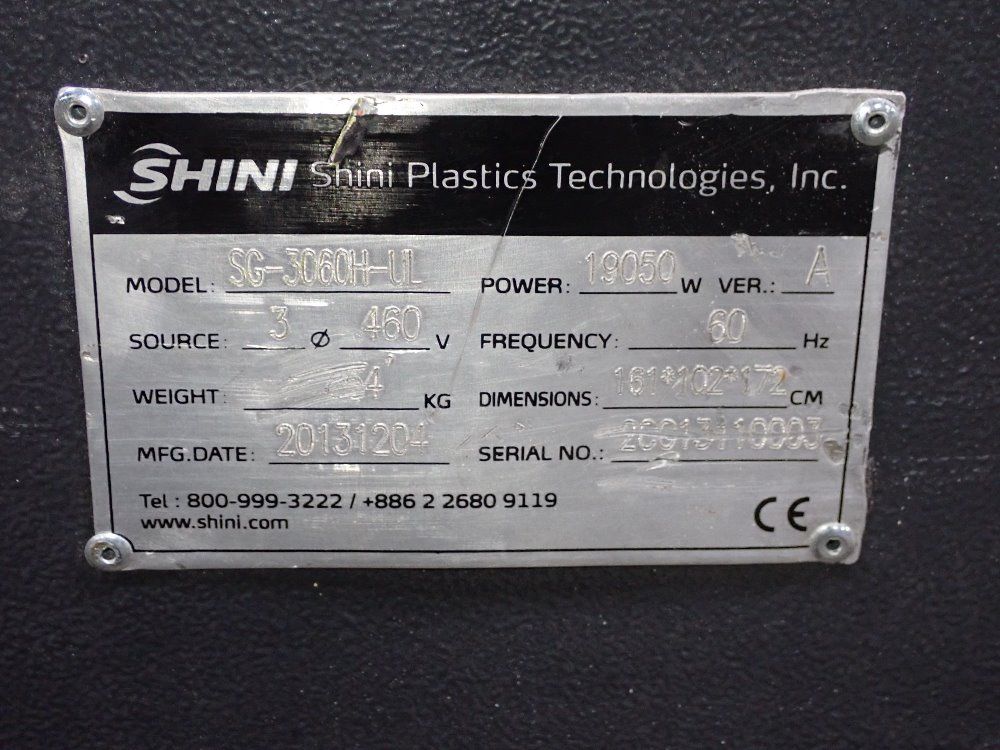 SHINI Shini Plastics Technologies, Inc.
MODEL: SG-3060H-UL POWER: 19050 W VER.: A
SOURCE: 3 Ø 460 V FREQUENCY: 60 Hz
WEIGHT: KG DIMENSIONS: 161*102*172 CM
MFG.DATE: 20131204 SERIAL NO.:
Tel : 800-999-3222 / +886 2 2680 9119
www.shini.com
CE